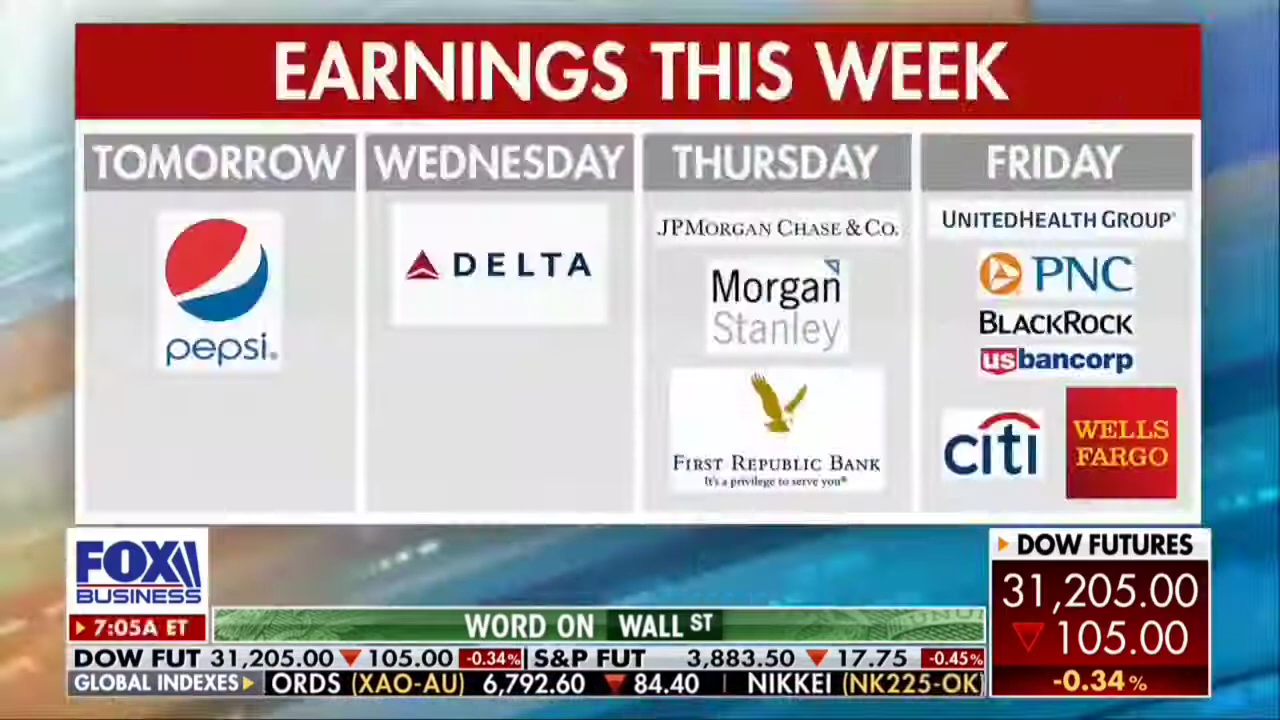 EARNINGS THIS WEEK
TOMORROW
pepsi.
WEDNESDAY
DELTA
THURSDAY
JPMORGAN CHASE & CO.
Morgan
Stanley
FIRST REPUBLIC BANK
It's a privilege to serve you®
FRIDAY
UNITEDHEALTH GROUP®
PNC
BLACKROCK
usbancorp
citi
WELLS
FARGO
FOX
BUSINESS
7:05A ET
WORD ON WALL ST
DOW FUTURES
31,205.00
▼ 105.00
-0.34%
DOW FUT 31,205.00 ▼ 105.00 -0.34% S&P FUT 3,883.50 ▼ 17.75 -0.45%
GLOBAL INDEXES ORDS (XAO-AU) 6,792.60 ▼ 84.40 NIKKEI (NK225-OK)